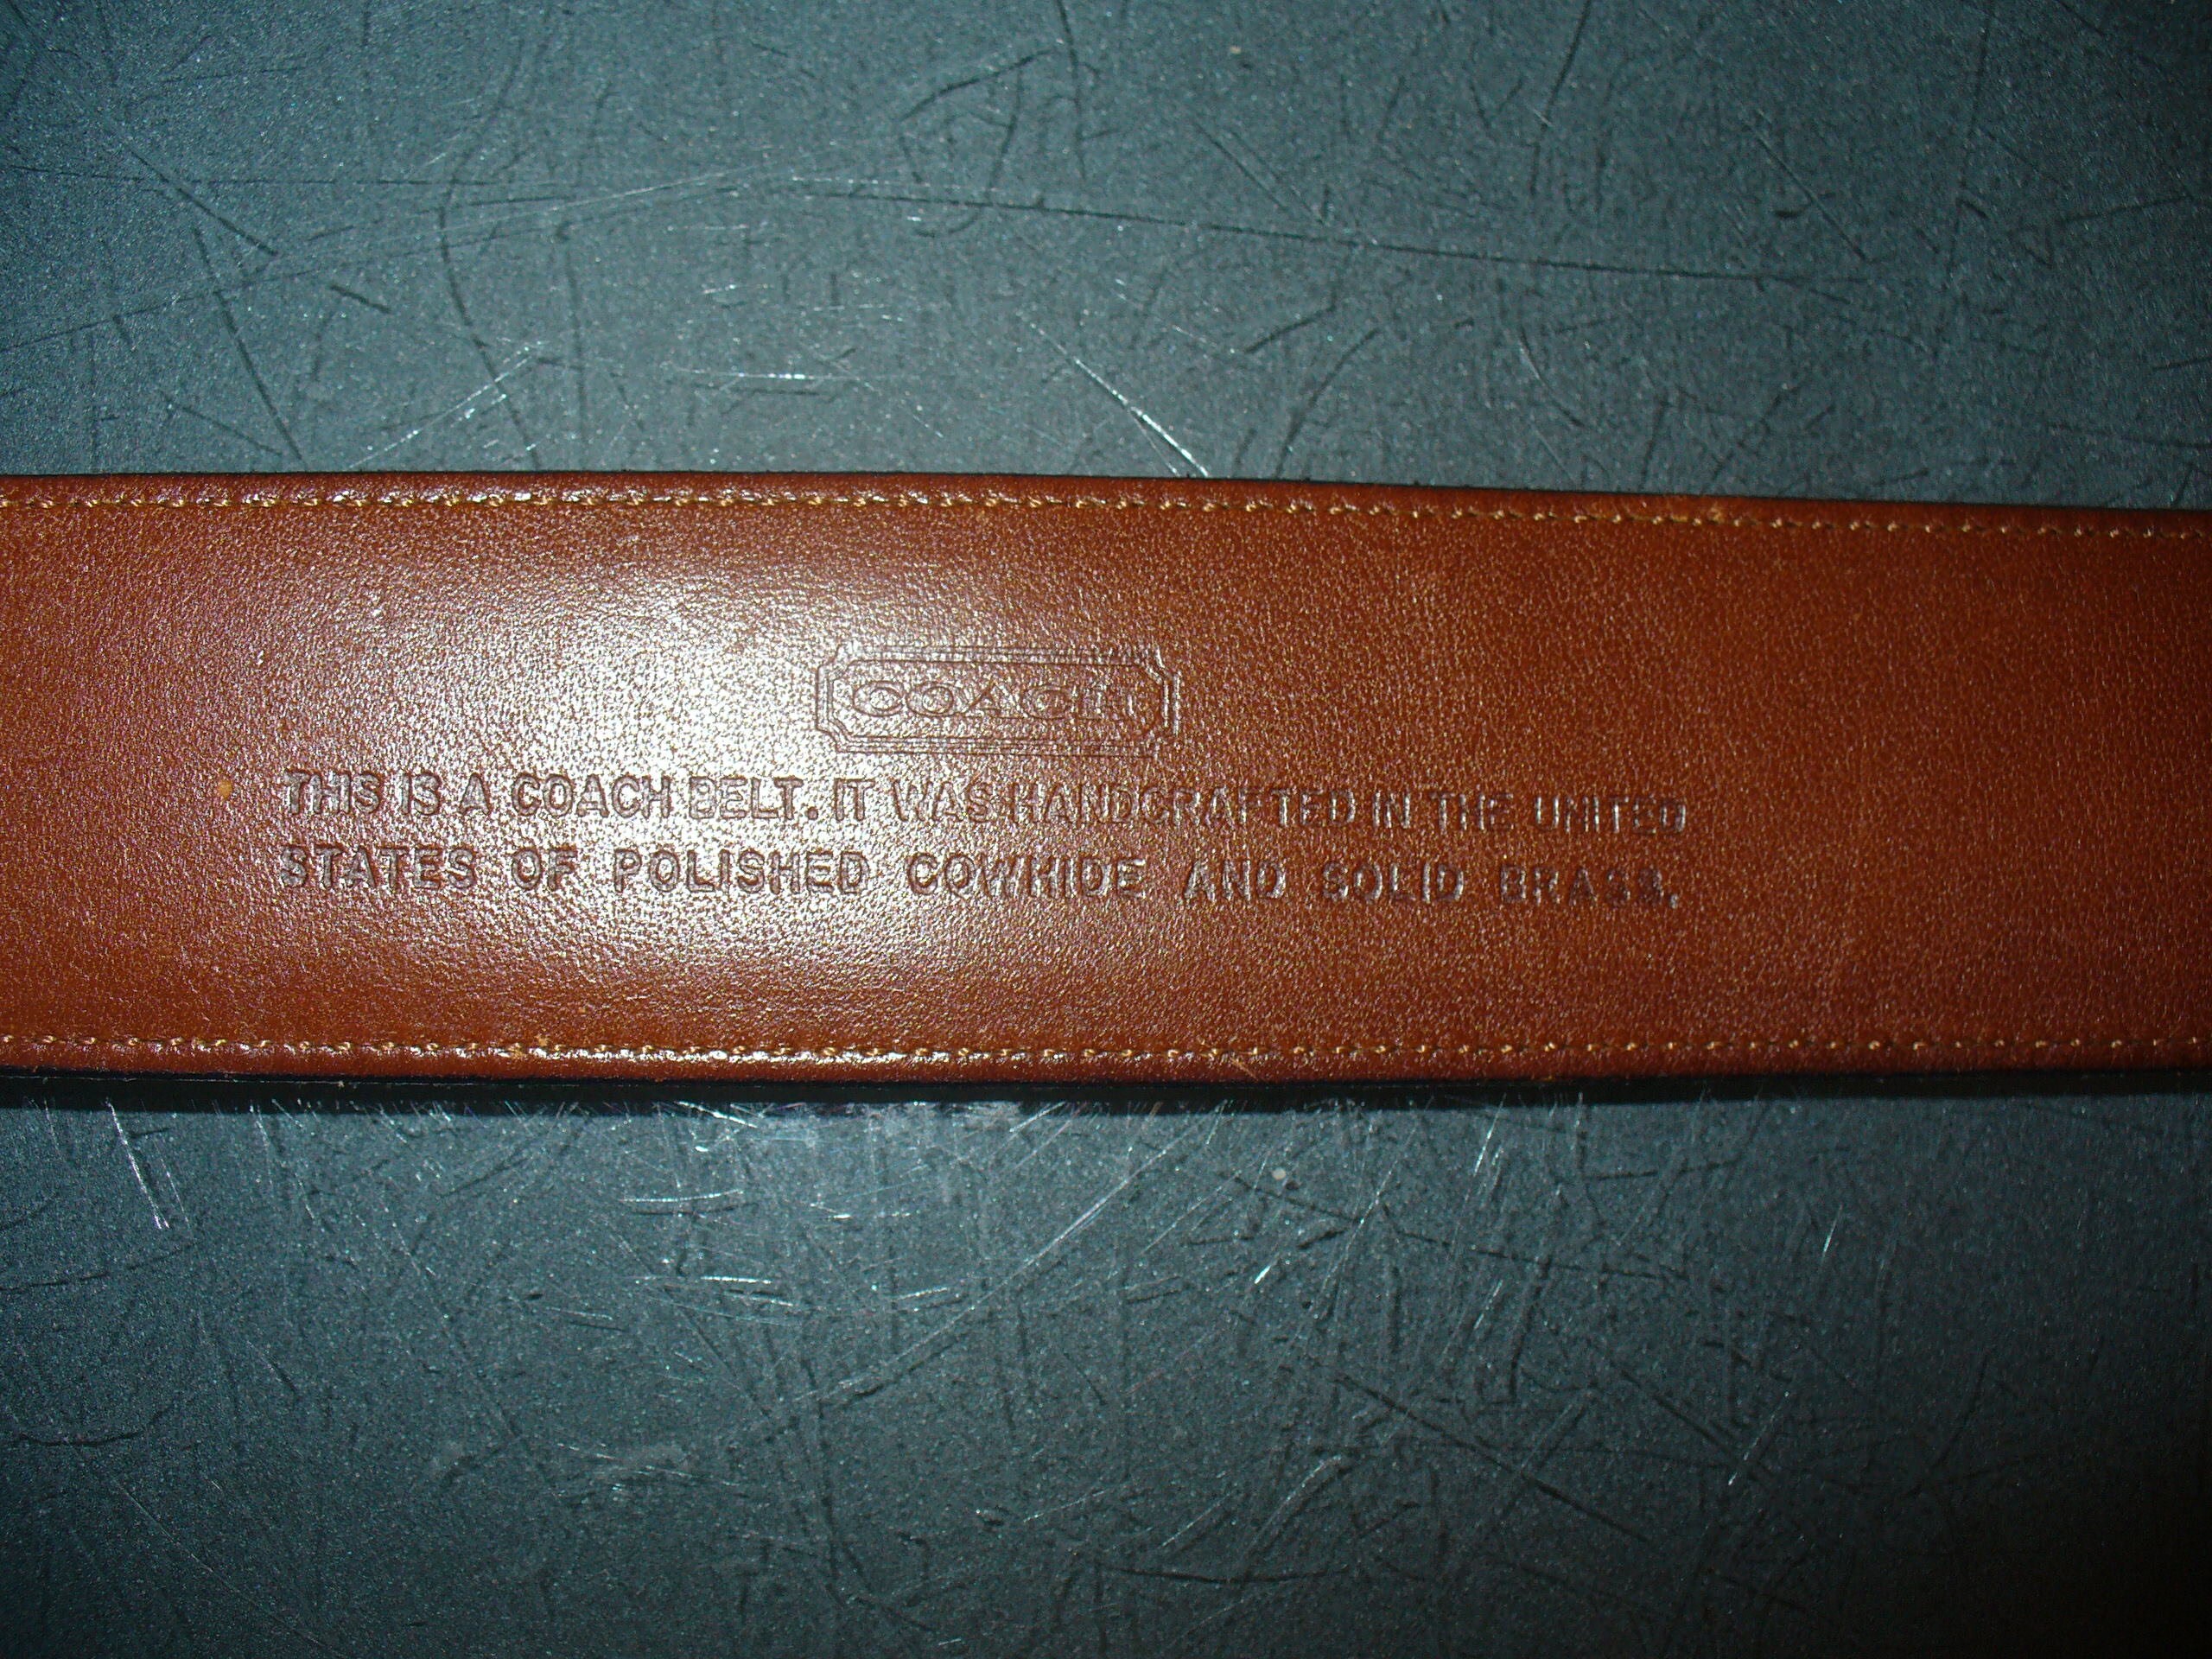 COACH
THIS IS A COACH BELT. IT WAS HANDCRAFTED IN THE UNITED
STATES OF POLISHED COWHIDE AND SOLID BRASS.